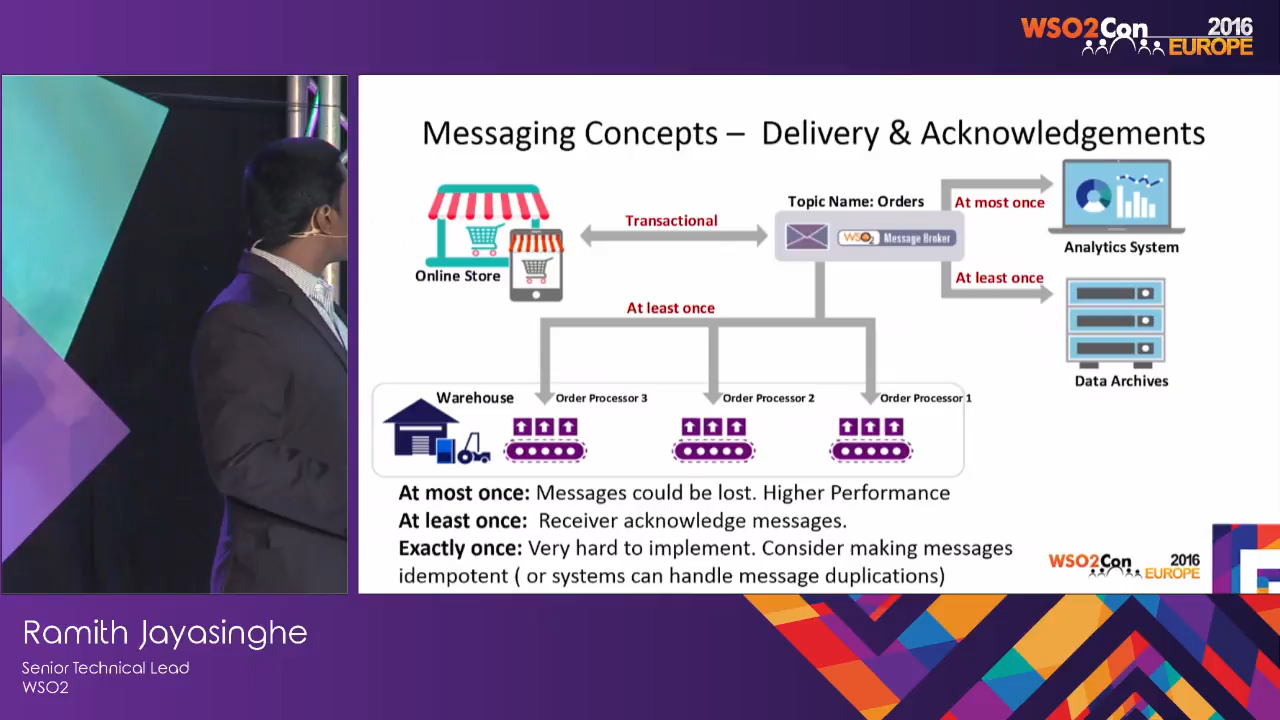 WSO2Con 2016
EUROPE
Messaging Concepts – Delivery & Acknowledgements
Topic Name: Orders
At most once
Transactional
WSO2 Message Broker
Analytics System
Online Store
At least once
At least once
Data Archives
Warehouse
Order Processor 3
Order Processor 2
Order Processor 1
At most once: Messages could be lost. Higher Performance
At least once: Receiver acknowledge messages.
Exactly once: Very hard to implement. Consider making messages
idempotent ( or systems can handle message duplications)
WSO2Con 2016
EUROPE
Ramith Jayasinghe
Senior Technical Lead
WSO2